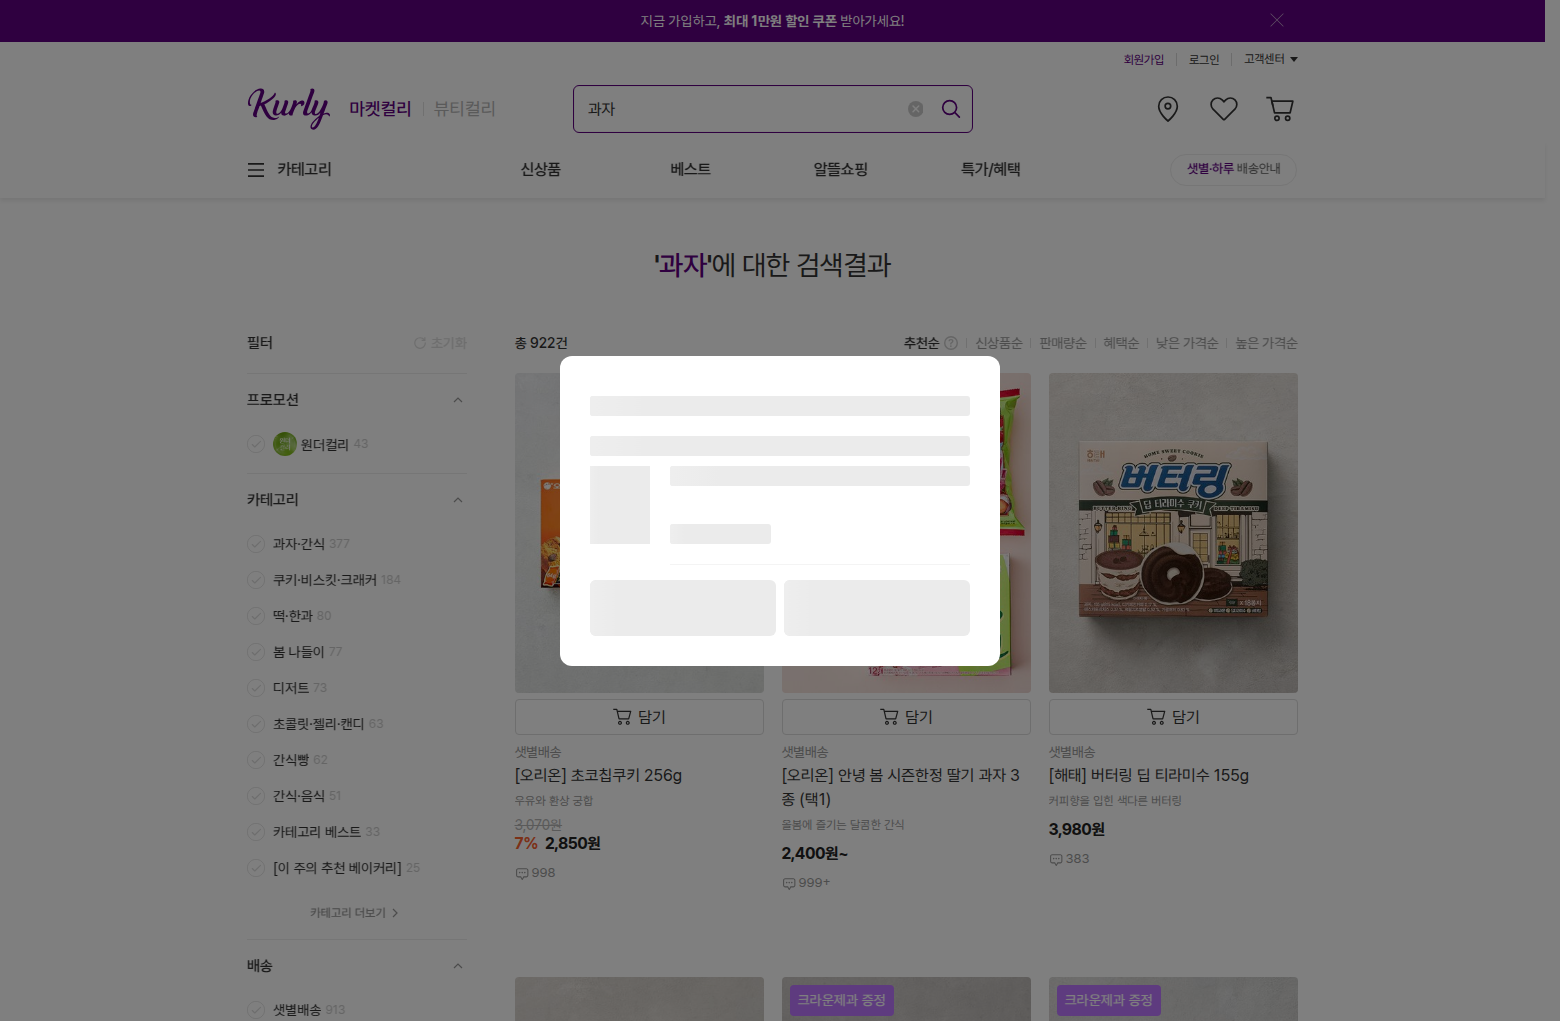 지금 가입하고, 최대 1만원 할인 쿠폰 받아가세요!
회원가입
로그인
고객센터
Kurly
마켓컬리
뷰티컬리
과자
카테고리
신상품
베스트
알뜰쇼핑
특가/혜택
샛별·하루 배송안내
'과자'에 대한 검색결과
필터
초기화
총 922건
추천순
신상품순
판매량순
혜택순
낮은 가격순
높은 가격순
프로모션
원더컬리 43
카테고리
과자·간식 377
쿠키·비스킷·크래커 184
떡·한과 80
봄 나들이 77
디저트 73
초콜릿·젤리·캔디 63
간식빵 62
간식·음식 51
카테고리 베스트 33
[이 주의 추천 베이커리] 25
카테고리 더보기
배송
샛별배송 913
HOME SWEET COOKIE
버터링
딥 티라미수 쿠키
담기
샛별배송
[오리온] 초코칩쿠키 256g
우유와 환상 궁합
3,070원
7% 2,850원
998
담기
샛별배송
[오리온] 안녕 봄 시즌한정 딸기 과자 3
종 (택1)
올봄에 즐기는 달콤한 간식
2,400원~
999+
담기
샛별배송
[해태] 버터링 딥 티라미수 155g
커피향을 입힌 색다른 버터링
3,980원
383
크라운제과 증정
크라운제과 증정